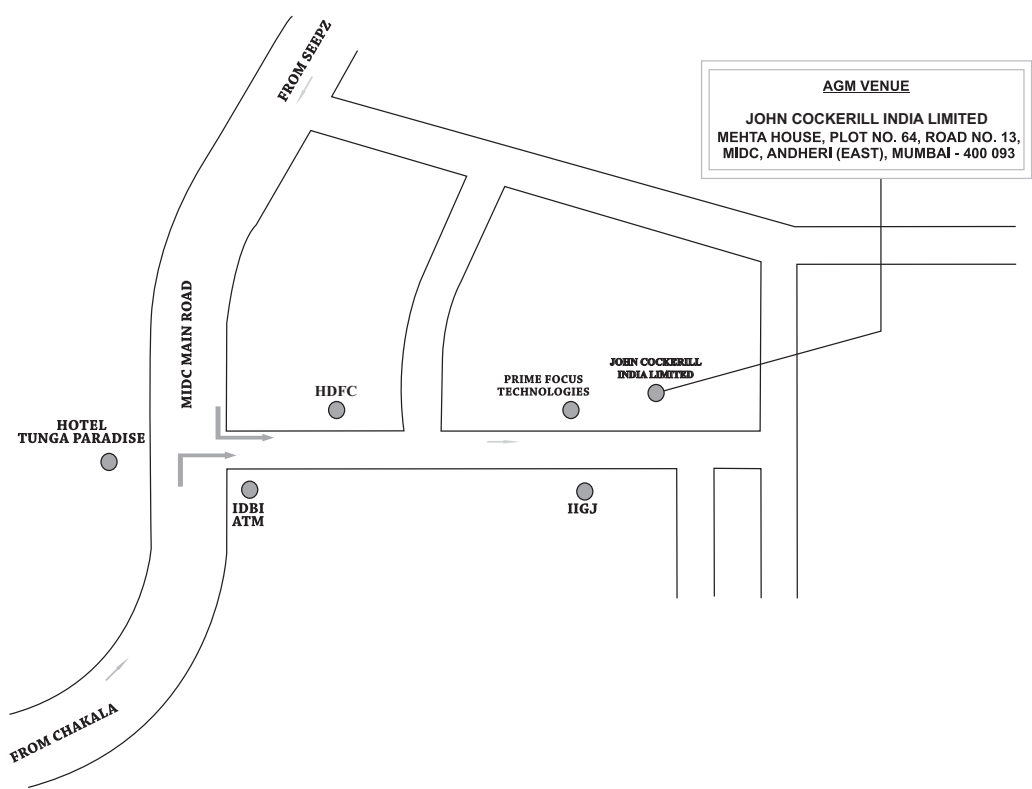 FROM SEEPZ
AGM VENUE
JOHN COCKERILL INDIA LIMITED
MEHTA HOUSE, PLOT NO. 64, ROAD NO. 13,
MIDC, ANDHERI (EAST), MUMBAI - 400 093
MIDC MAIN ROAD
JOHN COCKERILL
INDIA LIMITED
PRIME FOCUS
TECHNOLOGIES
HDFC
HOTEL
TUNGA PARADISE
IDBI
ATM
IIGJ
FROM CHAKALA